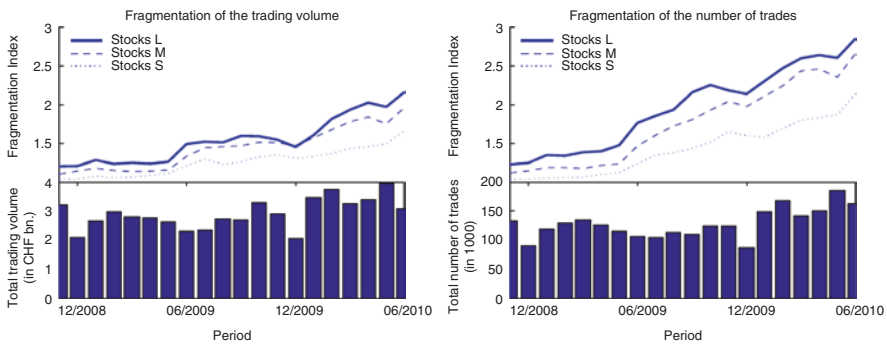 Fragmentation of the trading volume
Fragmentation Index
3
2.5
2
1.5
Stocks L
Stocks M
Stocks S
Total trading volume
(in CHF bn.)
4
3
2
1
0
12/2008
06/2009
12/2009
06/2010
Period
Fragmentation of the number of trades
Fragmentation Index
3
2.5
2
1.5
Stocks L
Stocks M
Stocks S
Total number of trades
(in 1000)
200
150
100
50
0
12/2008
06/2009
12/2009
06/2010
Period